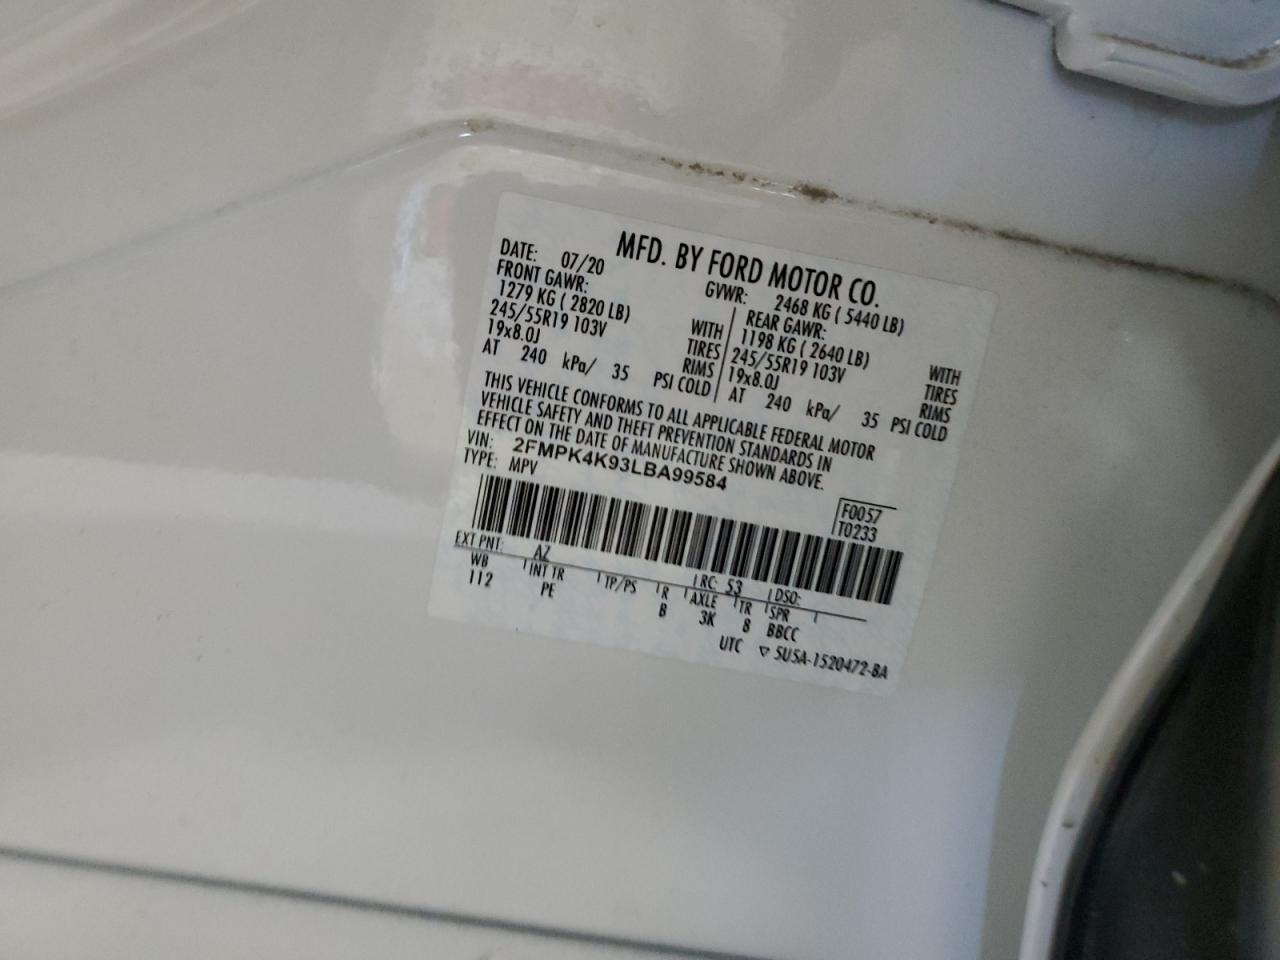 MFD. BY FORD MOTOR CO.
DATE: 07/20 GVWR: 2468 KG ( 5440 LB)
FRONT GAWR: REAR GAWR:
1279 KG ( 2820 LB) WITH 1198 KG ( 2640 LB) WITH
245/55R19 103V TIRES 245/55R19 103V TIRES
19x8.0J RIMS 19x8.0J RIMS
AT 240 kPa/ 35 PSI COLD AT 240 kPa/ 35 PSI COLD
THIS VEHICLE CONFORMS TO ALL APPLICABLE FEDERAL MOTOR
VEHICLE SAFETY AND THEFT PREVENTION STANDARDS IN
EFFECT ON THE DATE OF MANUFACTURE SHOWN ABOVE.
VIN: 2FMPK4K93LBA99584
TYPE: MPV
F0057
T0233
EXT PNT: AZ RC: 53 DSO:
WB INT TR TP/PS R AXLE TR SPR
112 PE B 3K 8 BBCC
UTC ▽ 5U5A-1520472-BA